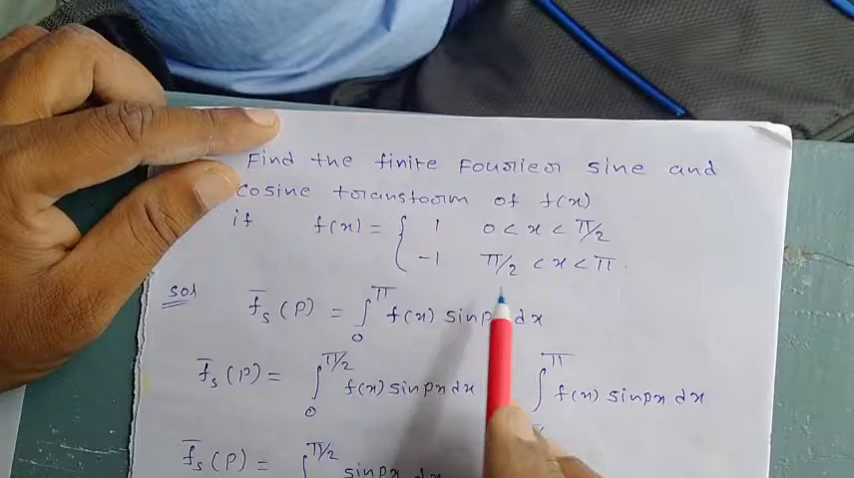 Find the finite Fourier sine and
cosine transform of f(x)
if f(x) = { 1 0 < x < π/2
-1 π/2 < x < π.
sol f̄s(P) = ∫0^π f(x) sinpx dx
f̄s(P) = ∫0^π/2 f(x) sinpx dx ∫ π f(x) sinpx dx
f̄s(P) = ∫ π/2 sinpx dx